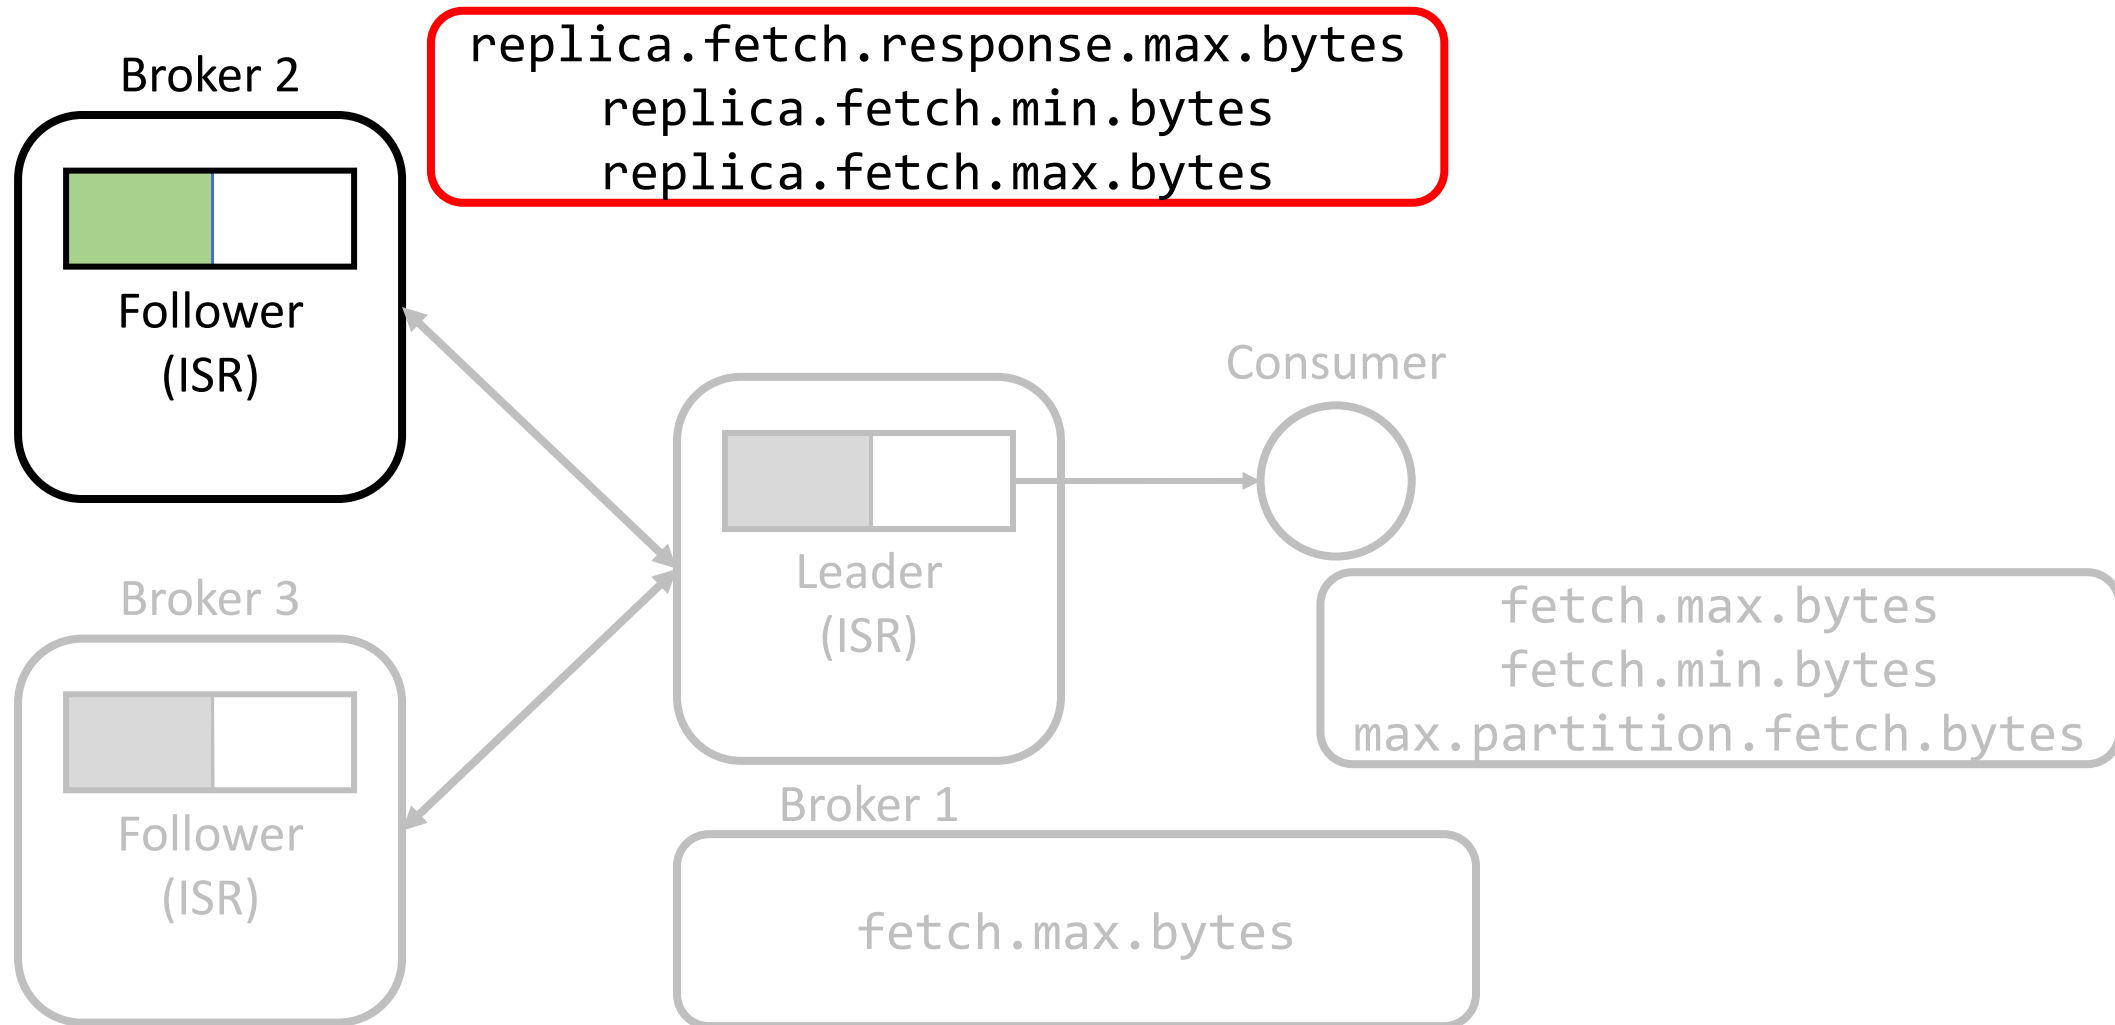 replica.fetch.response.max.bytes
replica.fetch.min.bytes
replica.fetch.max.bytes
Broker 2
Follower
(ISR)
Consumer
Leader
(ISR)
Broker 3
Follower
(ISR)
fetch.max.bytes
fetch.min.bytes
max.partition.fetch.bytes
Broker 1
fetch.max.bytes